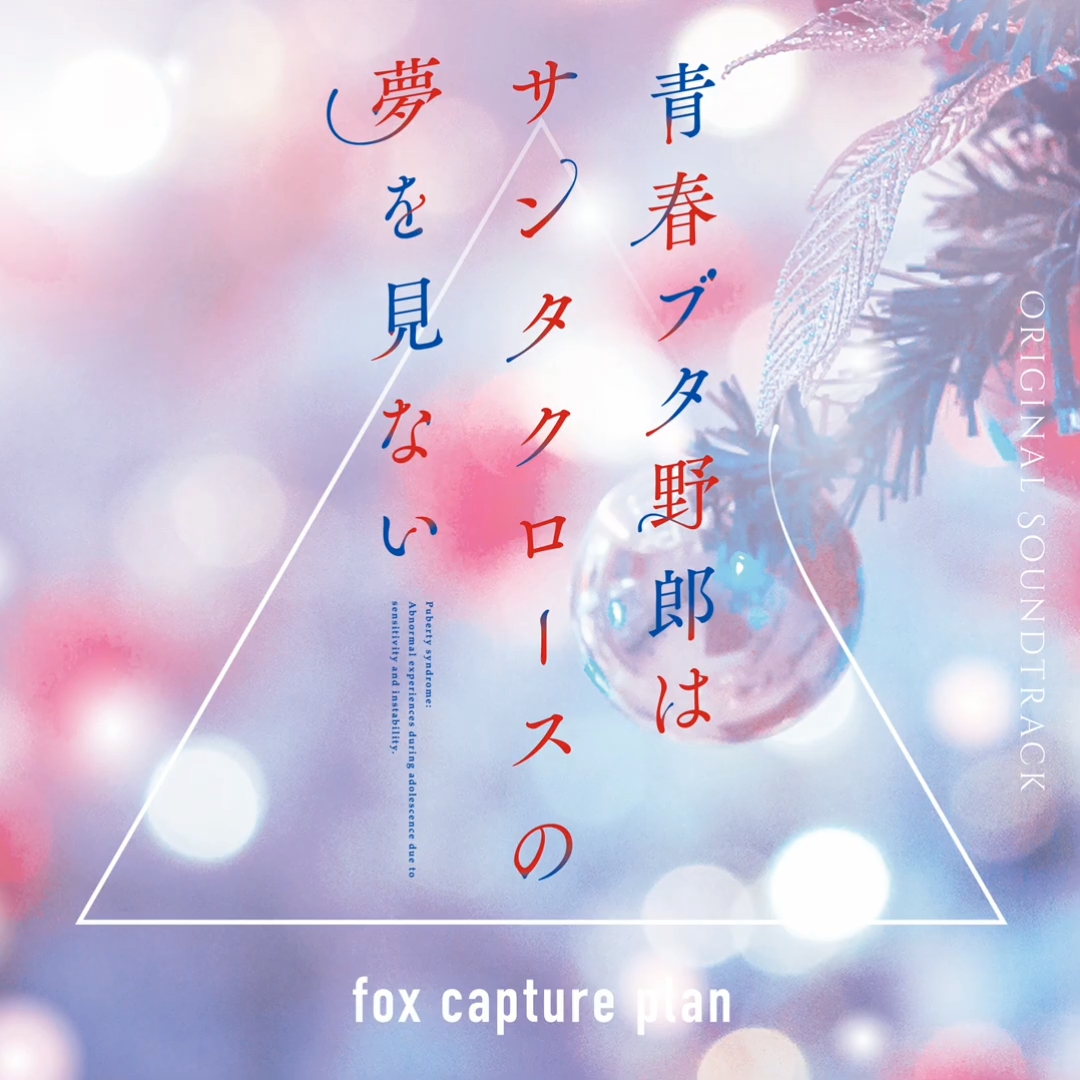 青春ブタ野郎は
サンタクロースの
夢を見ない
Puberty syndrome:
Abnormal experiences during adolescence due to
sensitivity and instability.
ORIGINAL SOUNDTRACK
fox capture plan